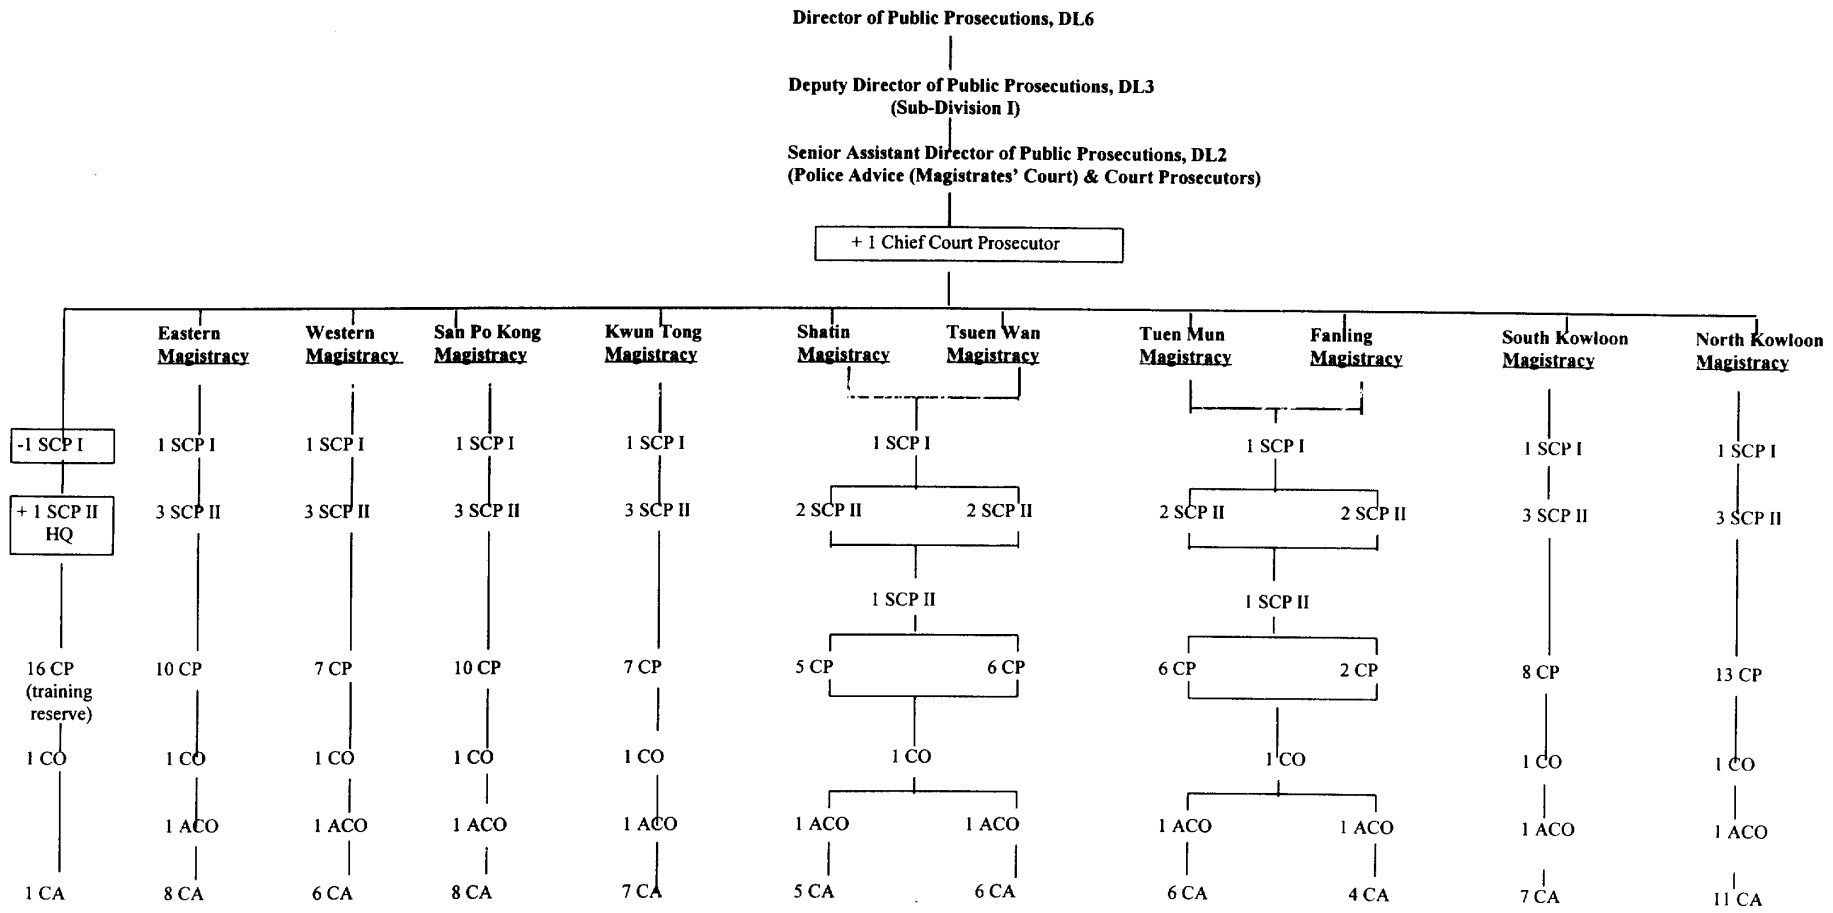 Director of Public Prosecutions, DL6
Deputy Director of Public Prosecutions, DL3
(Sub-Division I)
Senior Assistant Director of Public Prosecutions, DL2
(Police Advice (Magistrates' Court) & Court Prosecutors)
+ 1 Chief Court Prosecutor
Eastern
Magistracy
Western
Magistracy
San Po Kong
Magistracy
Kwun Tong
Magistracy
Shatin
Magistracy
Tsuen Wan
Magistracy
Tuen Mun
Magistracy
Fanling
Magistracy
South Kowloon
Magistracy
North Kowloon
Magistracy
-1 SCP I
1 SCP I
1 SCP I
1 SCP I
1 SCP I
1 SCP I
1 SCP I
1 SCP I
1 SCP I
+ 1 SCP II
HQ
3 SCP II
3 SCP II
3 SCP II
3 SCP II
2 SCP II
2 SCP II
2 SCP II
2 SCP II
3 SCP II
3 SCP II
1 SCP II
1 SCP II
16 CP
(training
reserve)
10 CP
7 CP
10 CP
7 CP
5 CP
6 CP
6 CP
2 CP
8 CP
13 CP
1 CO
1 CO
1 CO
1 CO
1 CO
1 CO
1 CO
1 CO
1 CO
1 ACO
1 ACO
1 ACO
1 ACO
1 ACO
1 ACO
1 ACO
1 ACO
1 ACO
1 ACO
1 CA
8 CA
6 CA
8 CA
7 CA
5 CA
6 CA
6 CA
4 CA
7 CA
11 CA